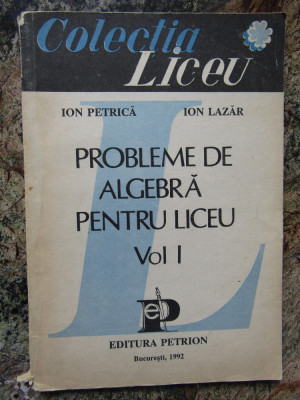 Colecția
Liceu
ION PETRICĂ ION LAZĂR
PROBLEME DE
ALGEBRĂ
PENTRU LICEU
Vol I
EDITURA PETRION
București, 1992